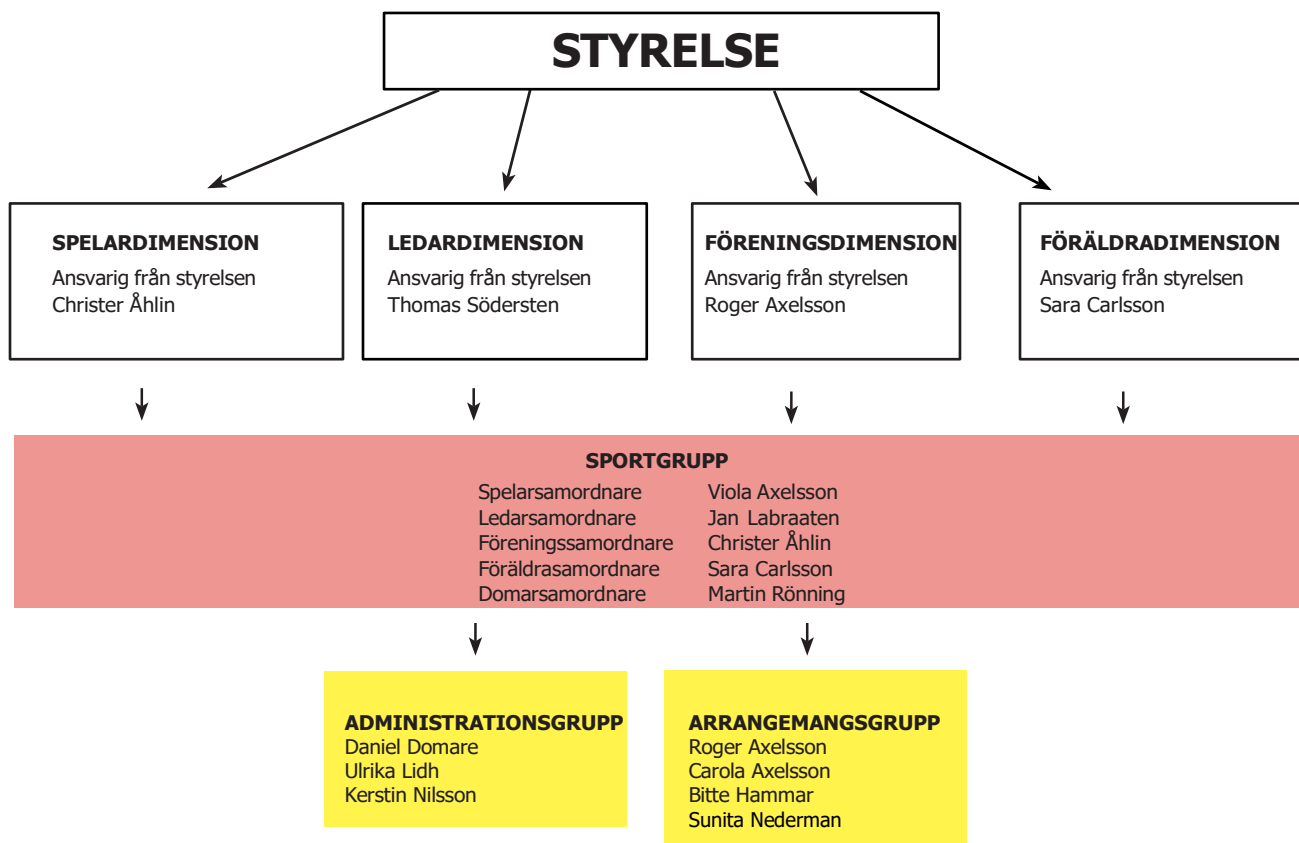 STYRELSE
SPELARDIMENSION
Ansvarig från styrelsen
Christer Åhlin
LEDARDIMENSION
Ansvarig från styrelsen
Thomas Södersten
FÖRENINGSDIMENSION
Ansvarig från styrelsen
Roger Axelsson
FÖRÄLDRADIMENSION
Ansvarig från styrelsen
Sara Carlsson
SPORTGRUPP
Spelarsamordnare Viola Axelsson
Ledarsamordnare Jan Labraaten
Föreningssamordnare Christer Åhlin
Föräldrasamordnare Sara Carlsson
Domarsamordnare Martin Rönning
ADMINISTRATIONSGRUPP
Daniel Domare
Ulrika Lidh
Kerstin Nilsson
ARRANGEMANGSGRUPP
Roger Axelsson
Carola Axelsson
Bitte Hammar
Sunita Nederman